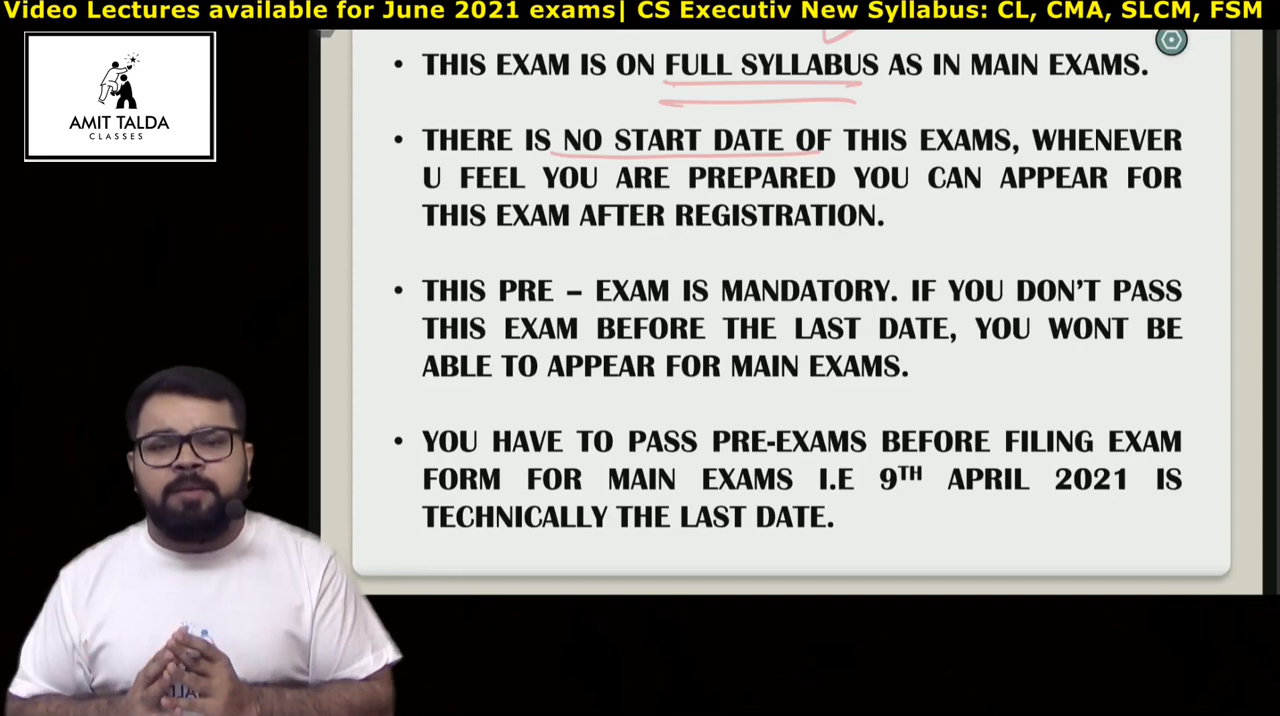 Video Lectures available for June 2021 exams| CS Executiv New Syllabus: CL, CMA, SLCM, FSM
AMIT TALDA
CLASSES
• THIS EXAM IS ON FULL SYLLABUS AS IN MAIN EXAMS.
• THERE IS NO START DATE OF THIS EXAMS, WHENEVER
U FEEL YOU ARE PREPARED YOU CAN APPEAR FOR
THIS EXAM AFTER REGISTRATION.
• THIS PRE – EXAM IS MANDATORY. IF YOU DON’T PASS
THIS EXAM BEFORE THE LAST DATE, YOU WONT BE
ABLE TO APPEAR FOR MAIN EXAMS.
• YOU HAVE TO PASS PRE-EXAMS BEFORE FILING EXAM
FORM FOR MAIN EXAMS I.E 9TH APRIL 2021 IS
TECHNICALLY THE LAST DATE.